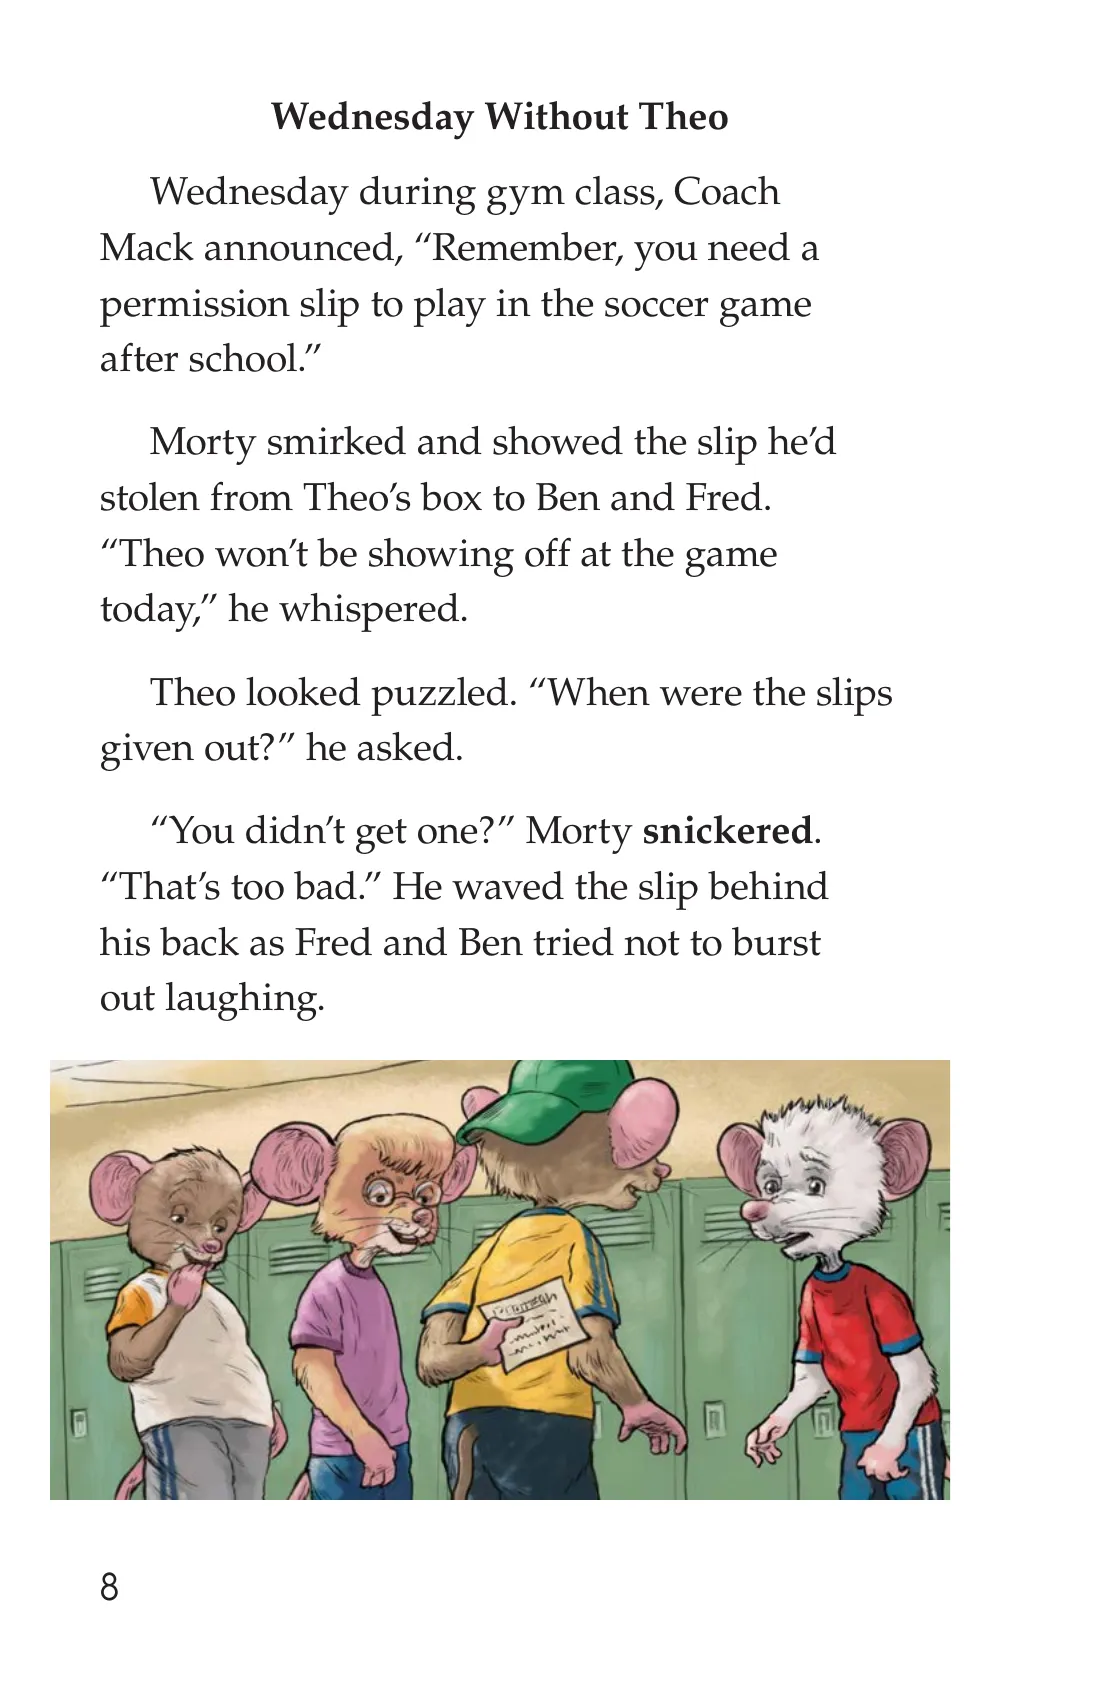 Wednesday Without Theo
Wednesday during gym class, Coach
Mack announced, “Remember, you need a
permission slip to play in the soccer game
after school.”
Morty smirked and showed the slip he’d
stolen from Theo’s box to Ben and Fred.
“Theo won’t be showing off at the game
today,” he whispered.
Theo looked puzzled. “When were the slips
given out?” he asked.
“You didn’t get one?” Morty snickered.
“That’s too bad.” He waved the slip behind
his back as Fred and Ben tried not to burst
out laughing.
8